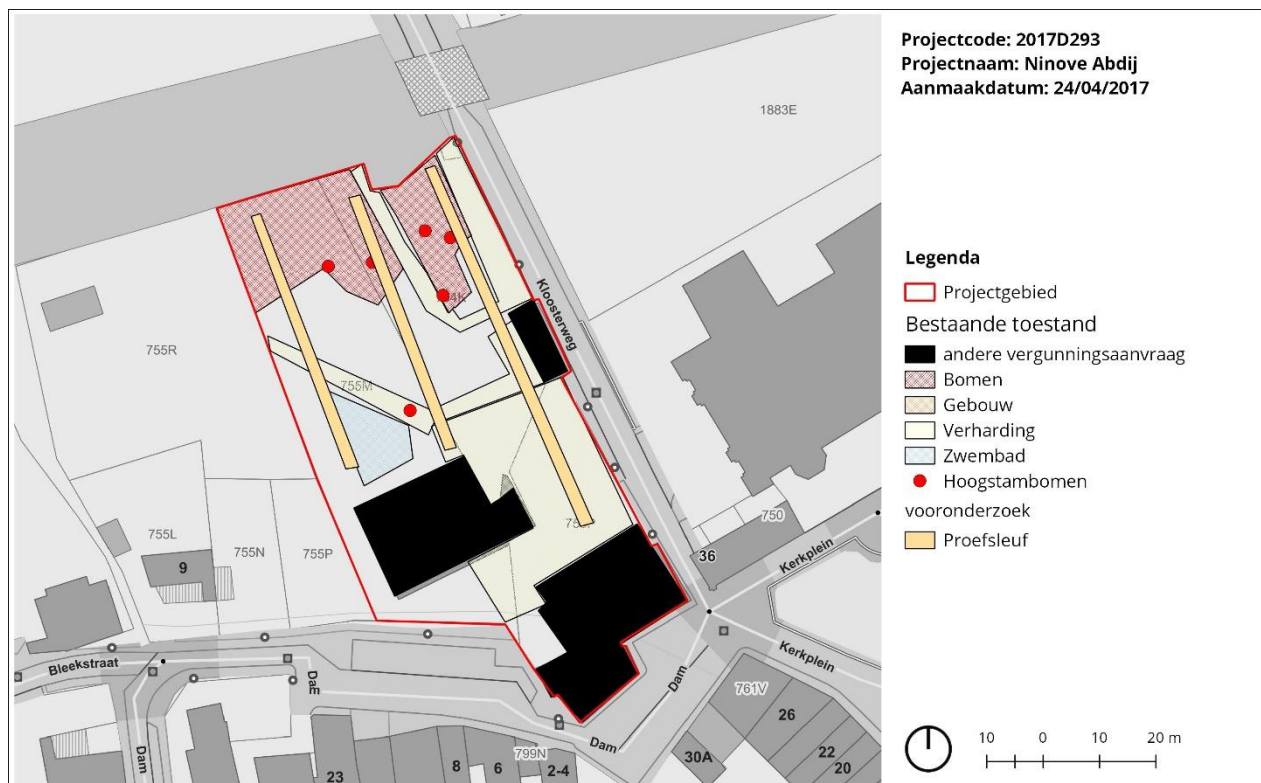 Projectcode: 2017D293
Projectnaam: Ninove Abdij
Aanmaakdatum: 24/04/2017
1883E
Kloosterweg
755R
755M
755L
9
755N
755P
750
36
Kerkplein
Kerkplein
Bleekstraat
Dam
Dam
Dam
Dam
761V
26
22
20
30A
799N
23
8
6
2-4
Legenda
Projectgebied
Bestaande toestand
andere vergunningsaanvraag
Bomen
Gebouw
Verharding
Zwembad
Hoogstambomen
vooronderzoek
Proefsleuf
10 0 10 20 m